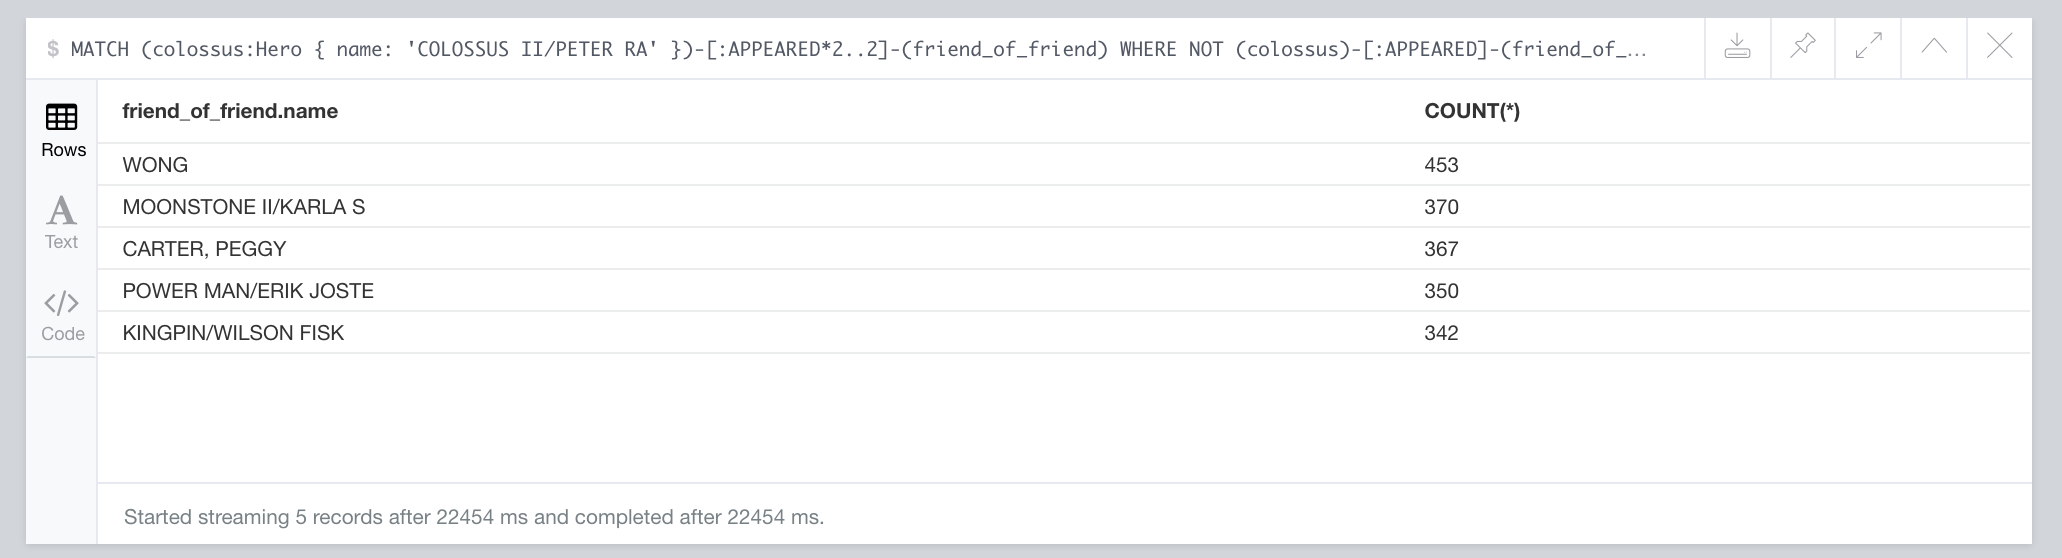 $ MATCH (colossus:Hero { name: 'COLOSSUS II/PETER RA' })-[:APPEARED*2..2]-(friend_of_friend) WHERE NOT (colossus)-[:APPEARED]-(friend_of_…
Rows
Text
Code
friend_of_friend.name COUNT(*)
WONG 453
MOONSTONE II/KARLA S 370
CARTER, PEGGY 367
POWER MAN/ERIK JOSTE 350
KINGPIN/WILSON FISK 342
Started streaming 5 records after 22454 ms and completed after 22454 ms.